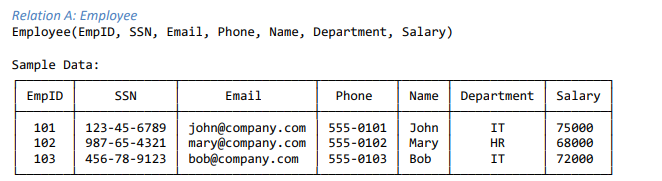 Relation A: Employee
Employee(EmpID, SSN, Email, Phone, Name, Department, Salary)
Sample Data:
EmpID SSN Email Phone Name Department Salary
101 123-45-6789 john@company.com 555-0101 John IT 75000
102 987-65-4321 mary@company.com 555-0102 Mary HR 68000
103 456-78-9123 bob@company.com 555-0103 Bob IT 72000